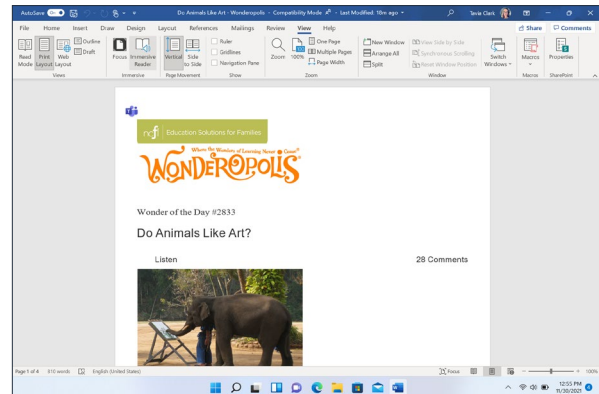 AutoSave On Do Animals Like Art - Wonderopolis - Compatibility Mode - Last Modified: 10m ago Tevia Clark
File Home Insert Draw Design Layout References Mailings Review View Help Share Comments
Read Mode Print Layout Web Layout Outline Draft Focus Immersive Reader Vertical Side to Side Ruler Gridlines Navigation Pane Zoom 100% One Page Multiple Pages Page Width New Window Arrange All Split View Side by Side Synchronous Scrolling Reset Window Position Switch Windows Macros Properties
Views Immersive Page Movement Show Zoom Window Macros SharePoint
ncfl Education Solutions for Families
Where the Wonders of Learning Never Cease
WONDEROPOLIS
Wonder of the Day #2833
Do Animals Like Art?
Listen 28 Comments
Page 1 of 4 810 words English (United States) Focus 100%
12:55 PM
11/30/2021